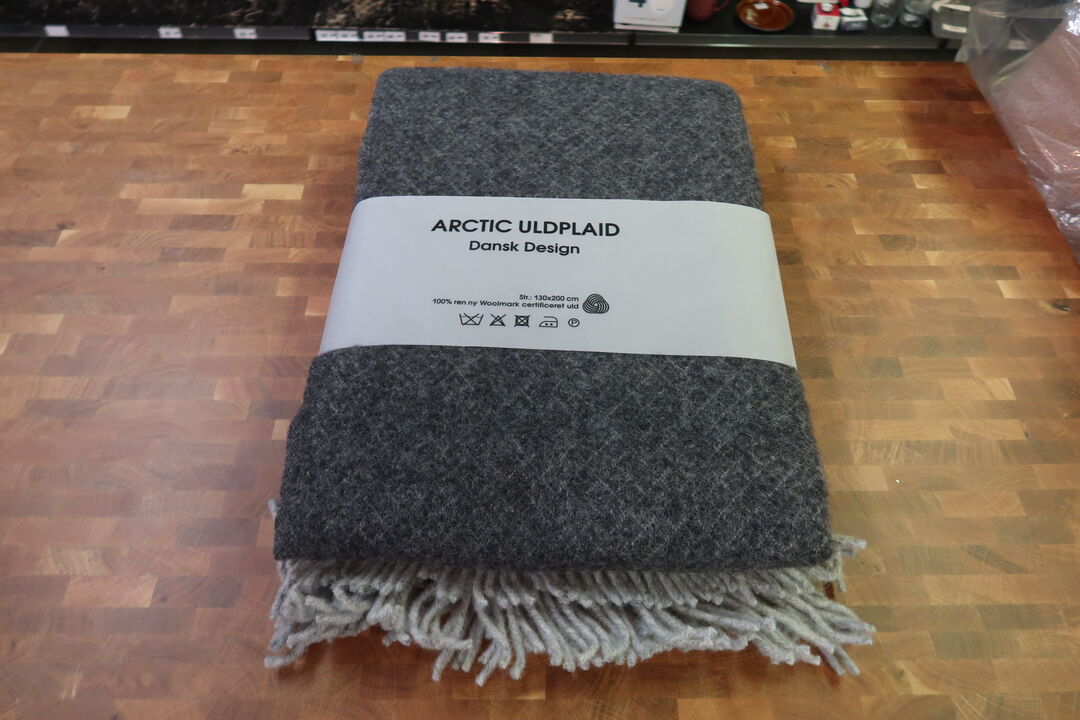 ARCTIC ULDPLAID
Dansk Design
Str.: 130x200 cm
100% ren ny Woolmark certificeret uld
P